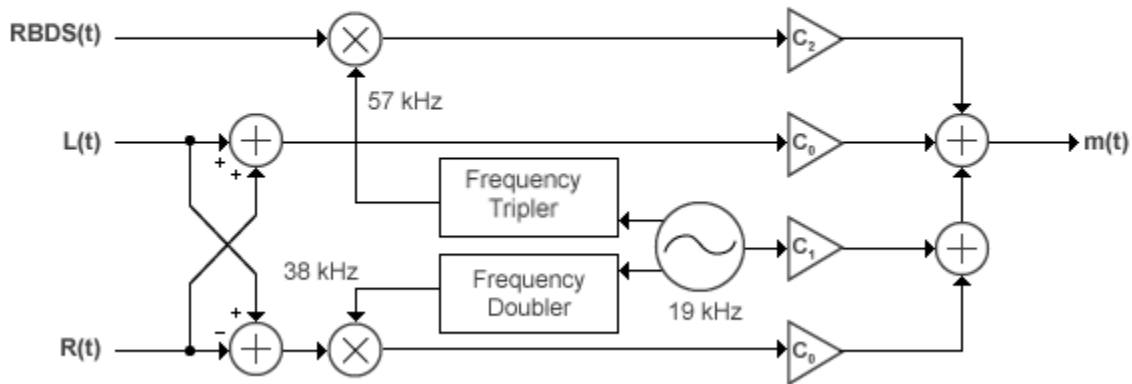 RBDS(t)
C2
57 kHz
L(t)
+
+
C0
m(t)
Frequency
Tripler
C1
38 kHz
Frequency
Doubler
19 kHz
+
−
R(t)
C0